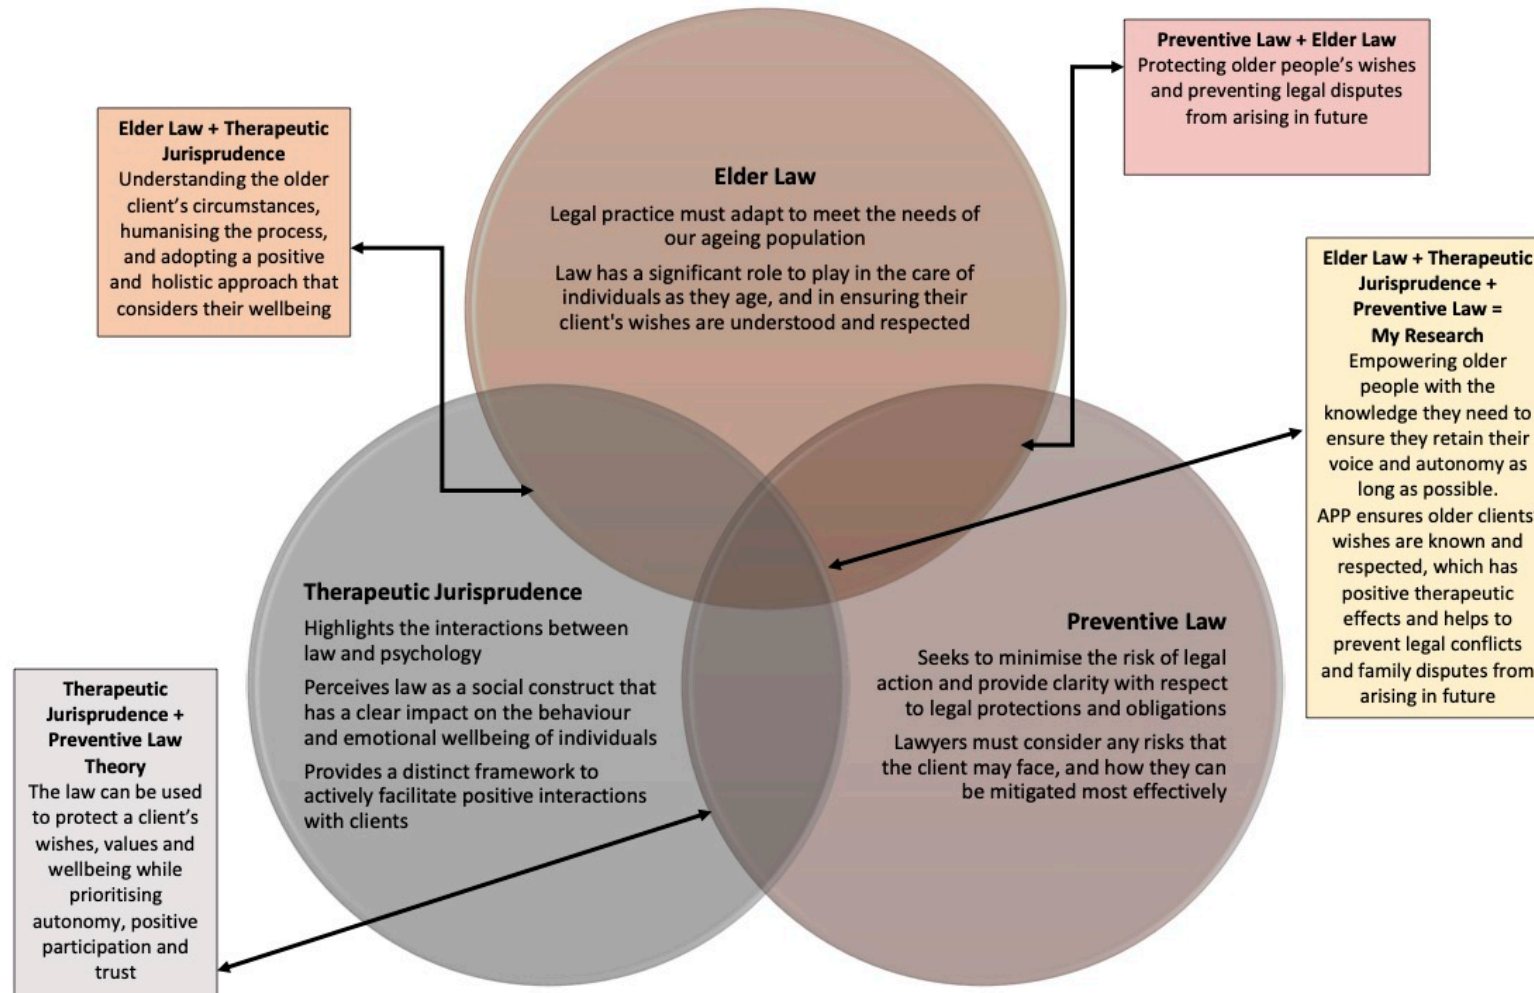 Preventive Law + Elder Law
Protecting older people's wishes
and preventing legal disputes
from arising in future
Elder Law + Therapeutic
Jurisprudence
Understanding the older
client's circumstances,
humanising the process,
and adopting a positive
and holistic approach that
considers their wellbeing
Elder Law
Legal practice must adapt to meet the needs of
our ageing population
Law has a significant role to play in the care of
individuals as they age, and in ensuring their
client's wishes are understood and respected
Elder Law + Therapeutic
Jurisprudence +
Preventive Law =
My Research
Empowering older
people with the
knowledge they need to
ensure they retain their
voice and autonomy as
long as possible.
APP ensures older clients'
wishes are known and
respected, which has
positive therapeutic
effects and helps to
prevent legal conflicts
and family disputes from
arising in future
Therapeutic Jurisprudence
Highlights the interactions between
law and psychology
Perceives law as a social construct that
has a clear impact on the behaviour
and emotional wellbeing of individuals
Provides a distinct framework to
actively facilitate positive interactions
with clients
Preventive Law
Seeks to minimise the risk of legal
action and provide clarity with respect
to legal protections and obligations
Lawyers must consider any risks that
the client may face, and how they can
be mitigated most effectively
Therapeutic
Jurisprudence +
Preventive Law
Theory
The law can be used
to protect a client's
wishes, values and
wellbeing while
prioritising
autonomy, positive
participation and
trust